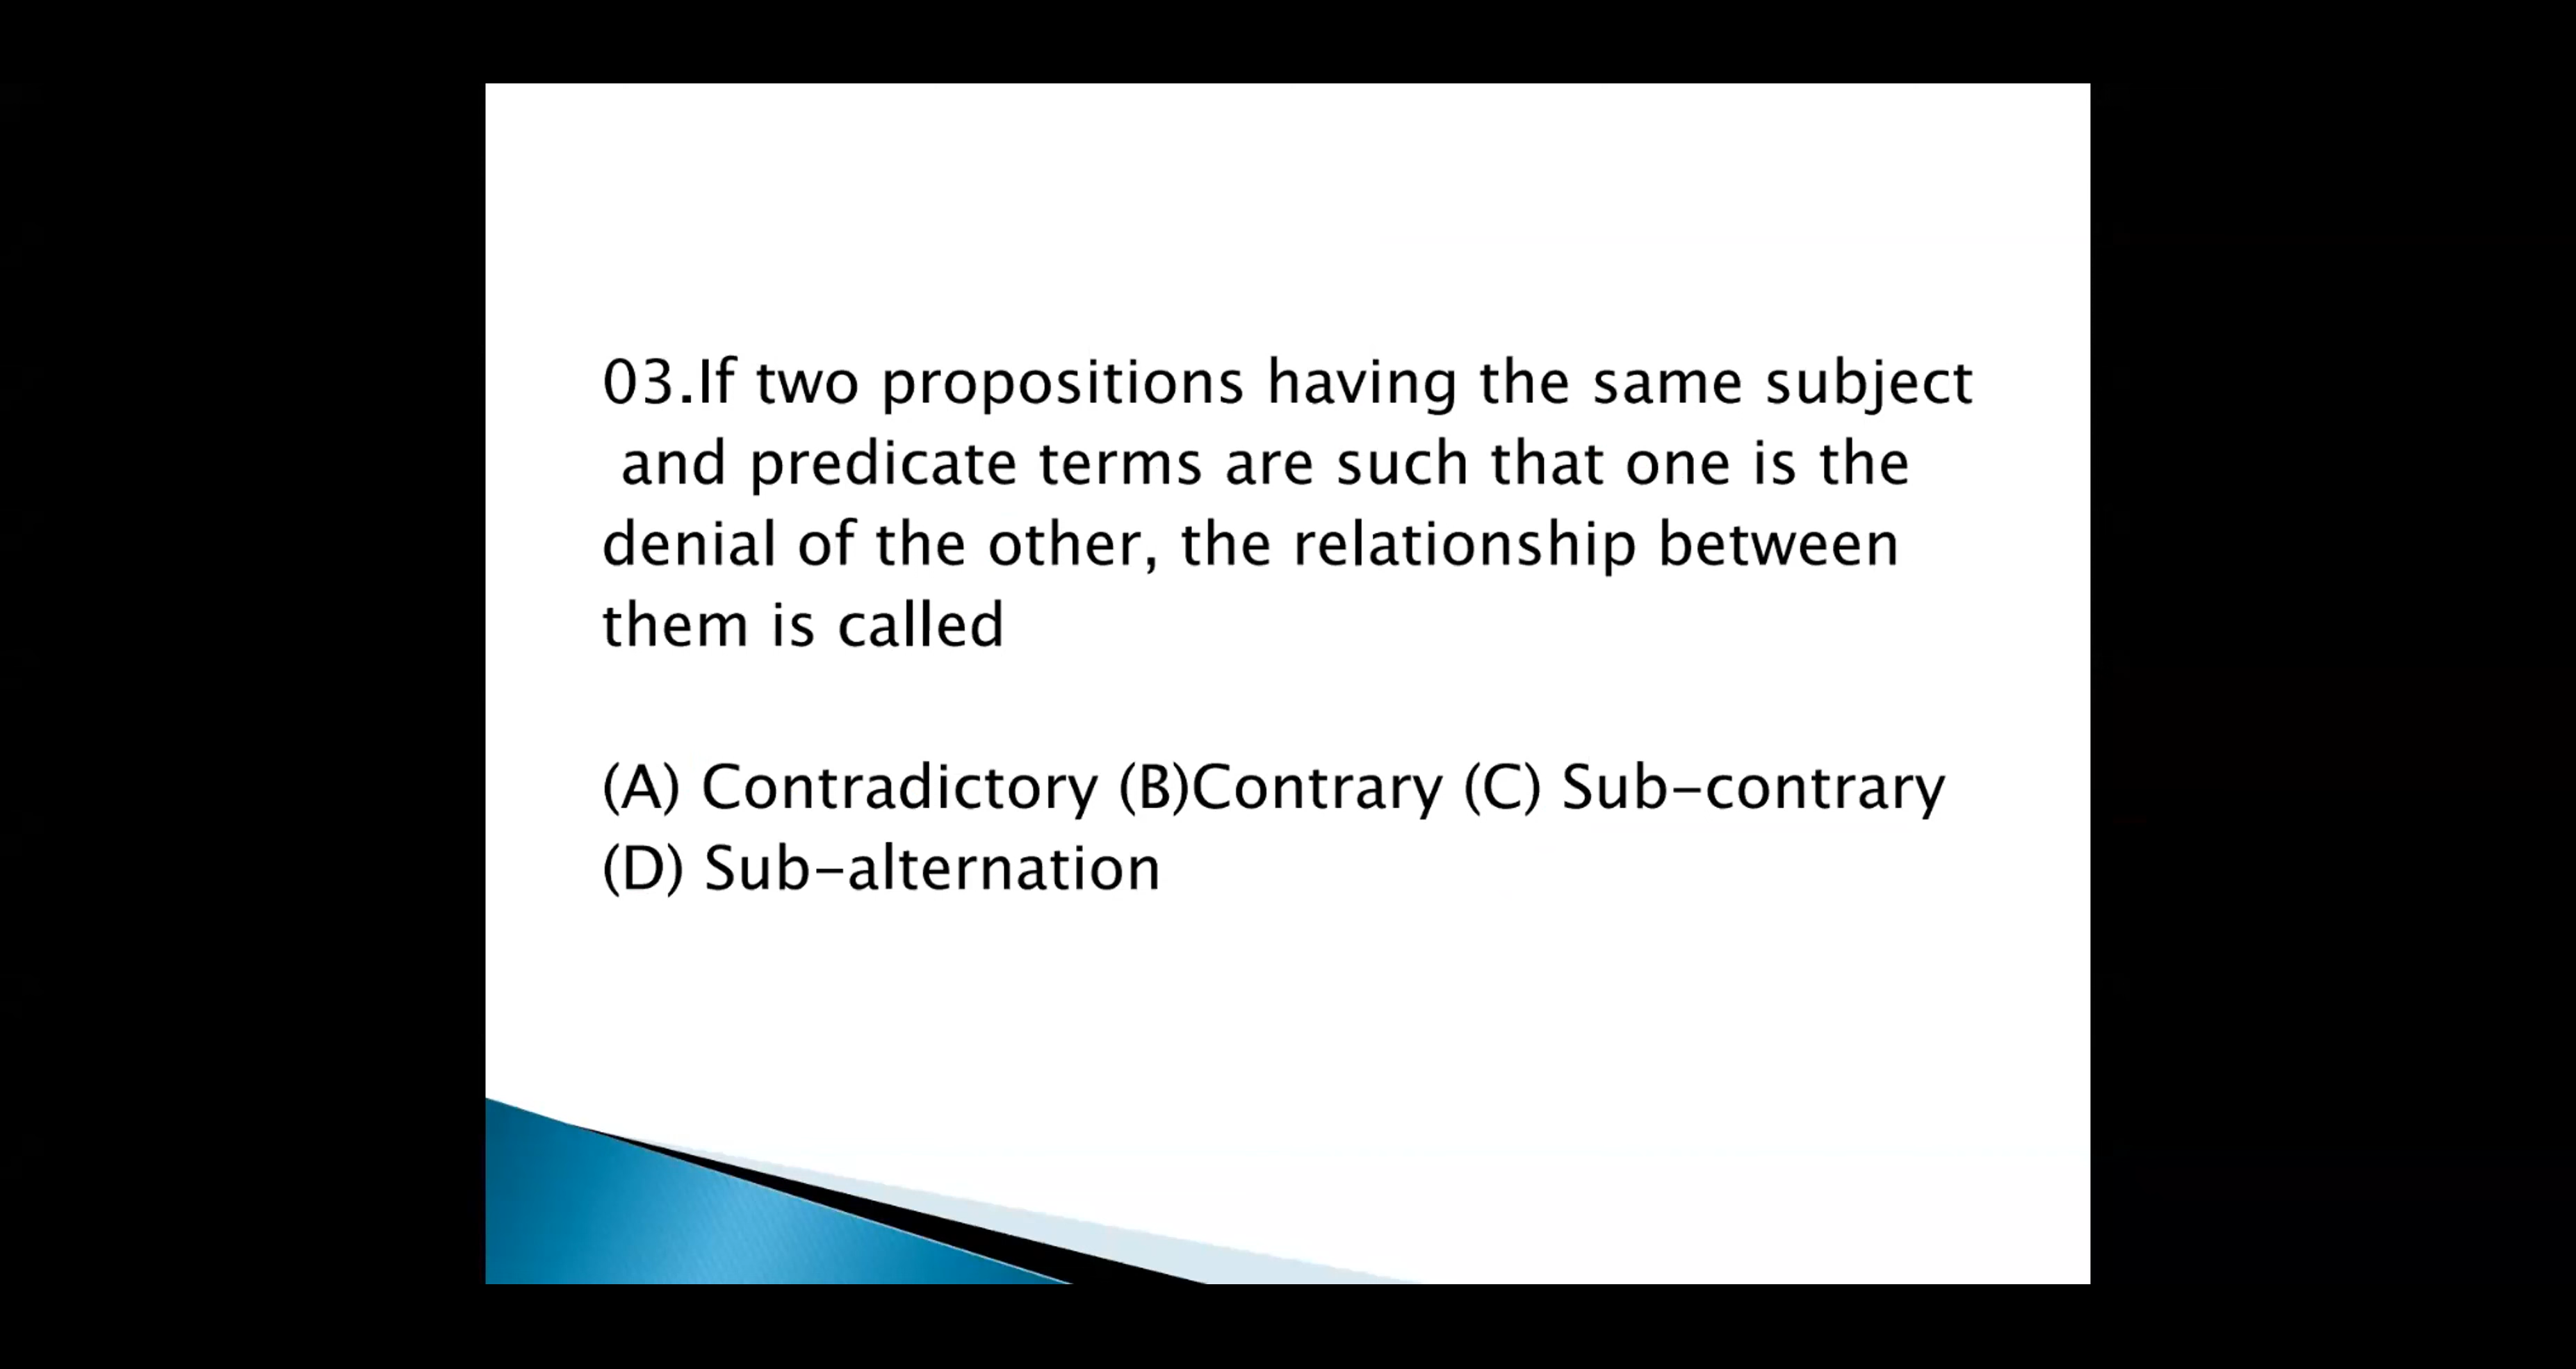 03.If two propositions having the same subject
and predicate terms are such that one is the
denial of the other, the relationship between
them is called
(A) Contradictory (B)Contrary (C) Sub-contrary
(D) Sub-alternation